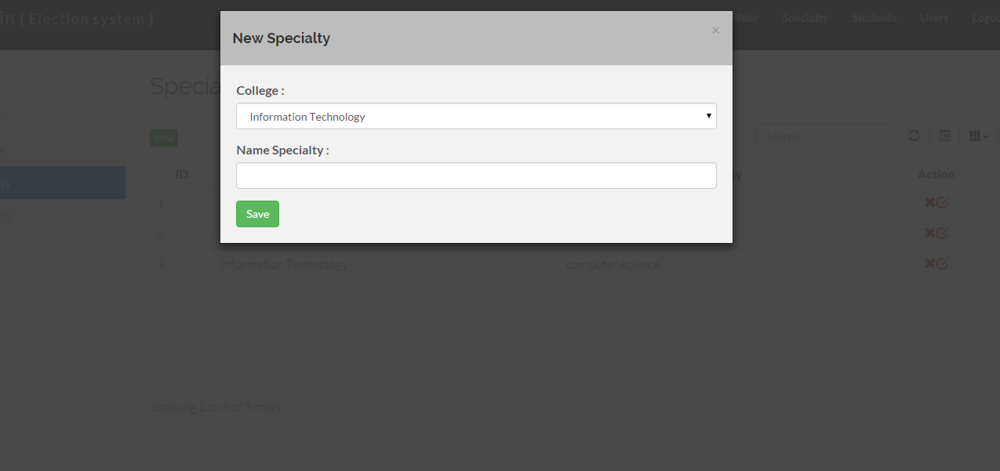 in ( Election system )
lider Specialty Students Users Logou
New Specialty
×
College :
Information Technology
Name Specialty :
Save
Specia
New
Search
ty
ID
ty
Action
1
2
3 Information Technology computer science
ts
Showing 1 to 3 of 3 rows